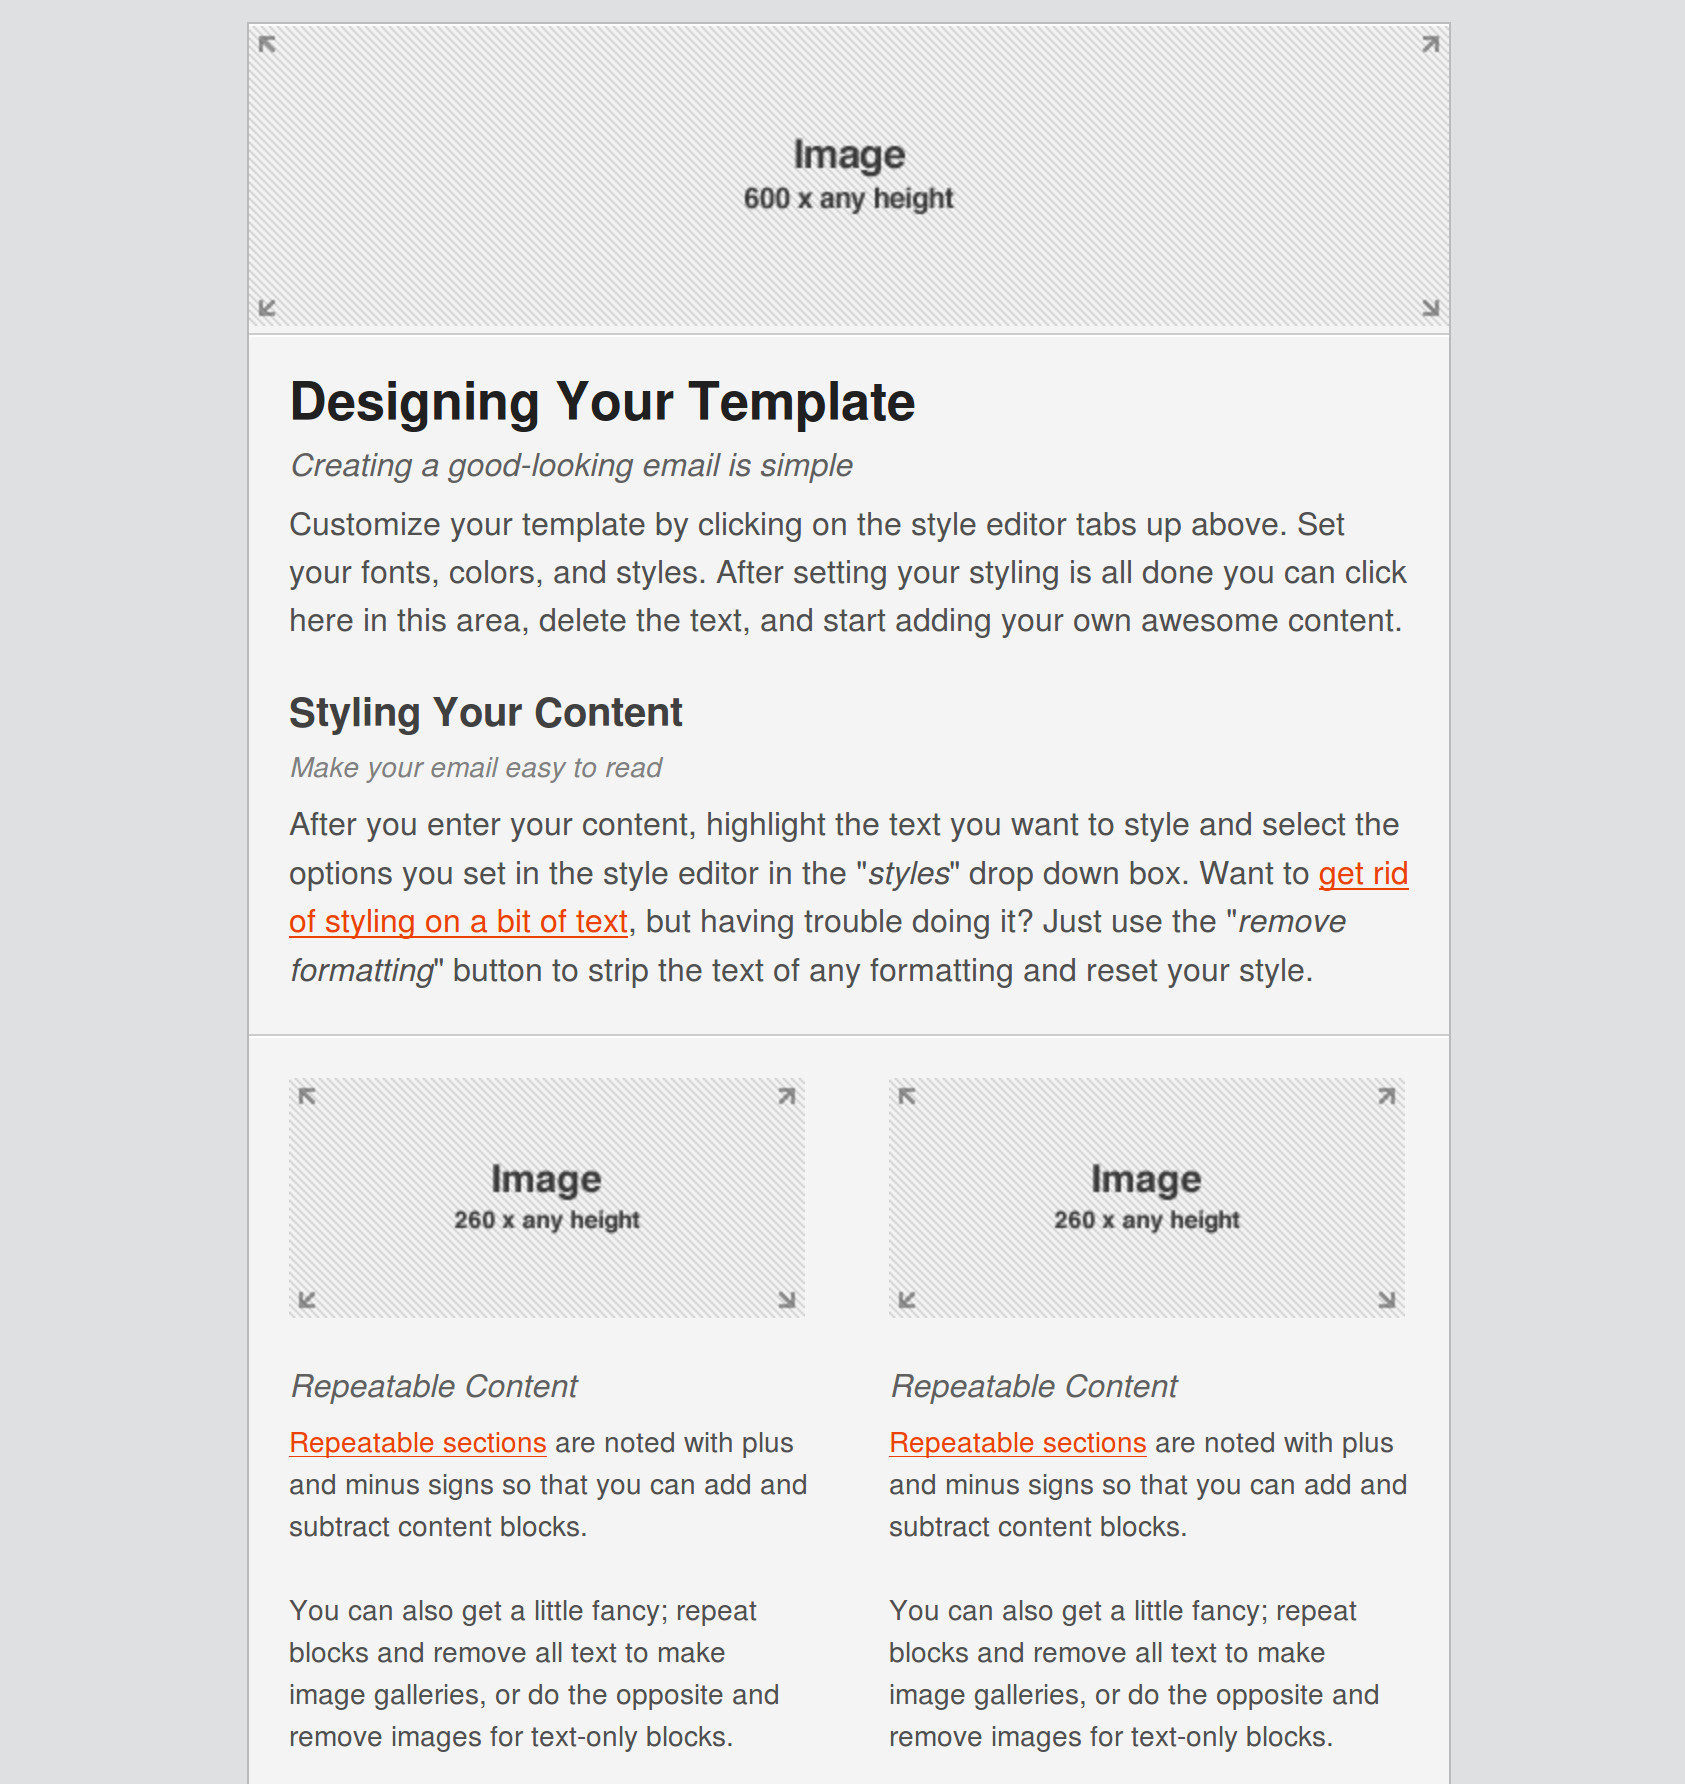 Image
600 x any height
Designing Your Template
Creating a good-looking email is simple
Customize your template by clicking on the style editor tabs up above. Set
your fonts, colors, and styles. After setting your styling is all done you can click
here in this area, delete the text, and start adding your own awesome content.
Styling Your Content
Make your email easy to read
After you enter your content, highlight the text you want to style and select the
options you set in the style editor in the "styles" drop down box. Want to get rid
of styling on a bit of text, but having trouble doing it? Just use the "remove
formatting" button to strip the text of any formatting and reset your style.
Image
260 x any height
Repeatable Content
Repeatable sections are noted with plus
and minus signs so that you can add and
subtract content blocks.
You can also get a little fancy; repeat
blocks and remove all text to make
image galleries, or do the opposite and
remove images for text-only blocks.
Image
260 x any height
Repeatable Content
Repeatable sections are noted with plus
and minus signs so that you can add and
subtract content blocks.
You can also get a little fancy; repeat
blocks and remove all text to make
image galleries, or do the opposite and
remove images for text-only blocks.